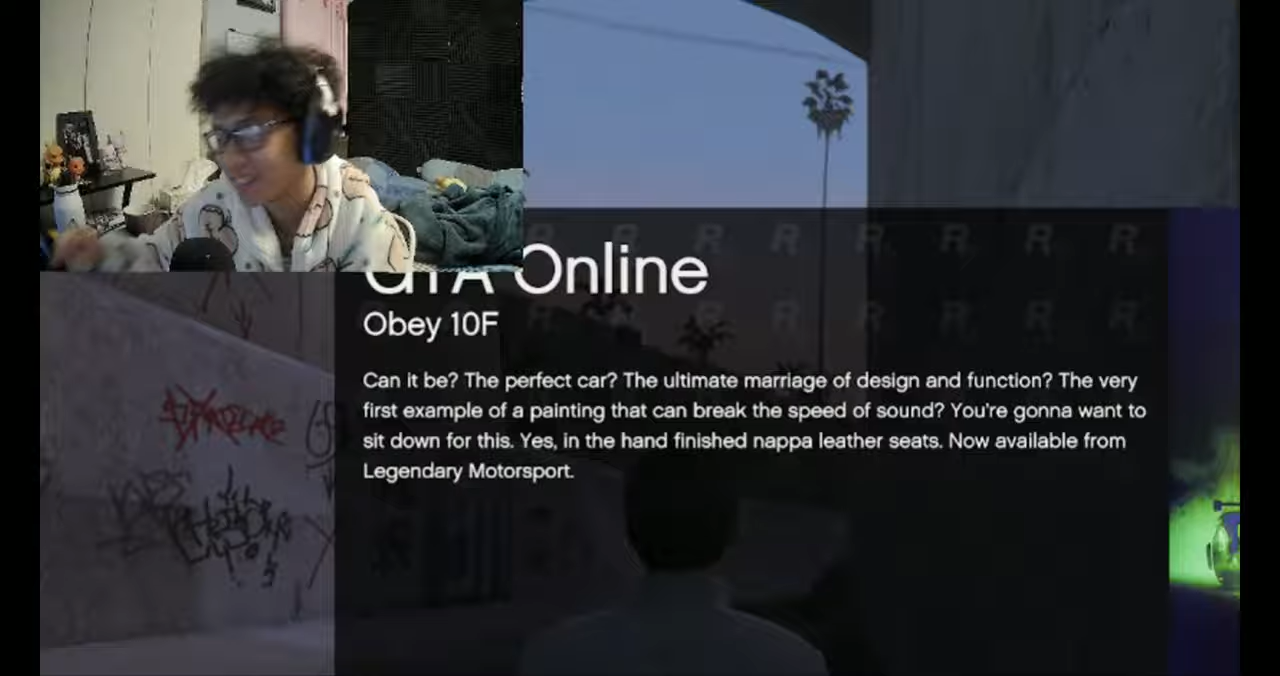 GTA Online
Obey 10F
Can it be? The perfect car? The ultimate marriage of design and function? The very
first example of a painting that can break the speed of sound? You're gonna want to
sit down for this. Yes, in the hand finished nappa leather seats. Now available from
Legendary Motorsport.